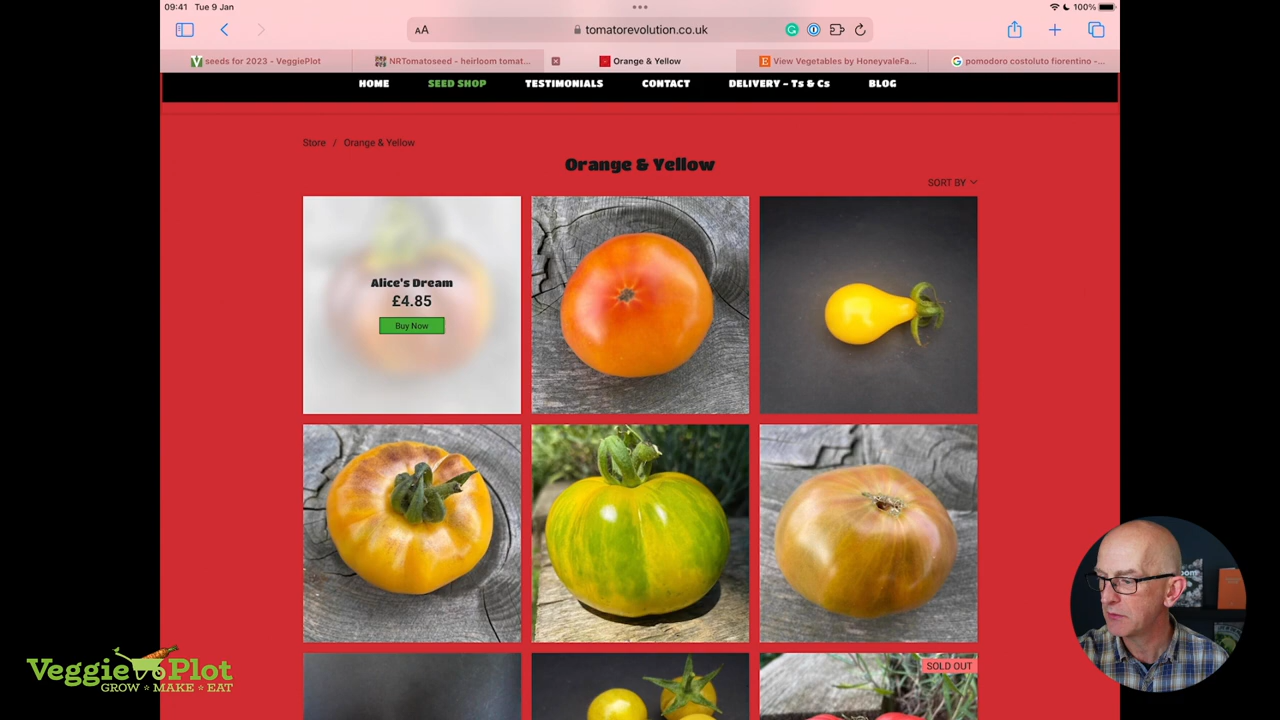 09:41 Tue 9 Jan
100%
AA
tomatorevolution.co.uk
seeds for 2023 - VeggiePlot
NRTomatoseed - heirloom tomat...
Orange & Yellow
View Vegetables by HoneyvaleFa...
pomodoro costoluto fiorentino -...
HOME
SEED SHOP
TESTIMONIALS
CONTACT
DELIVERY – Ts & Cs
BLOG
Store / Orange & Yellow
Orange & Yellow
SORT BY
Alice's Dream
£4.85
Buy Now
SOLD OUT
VeggiePlot
GROW ☆ MAKE ☆ EAT